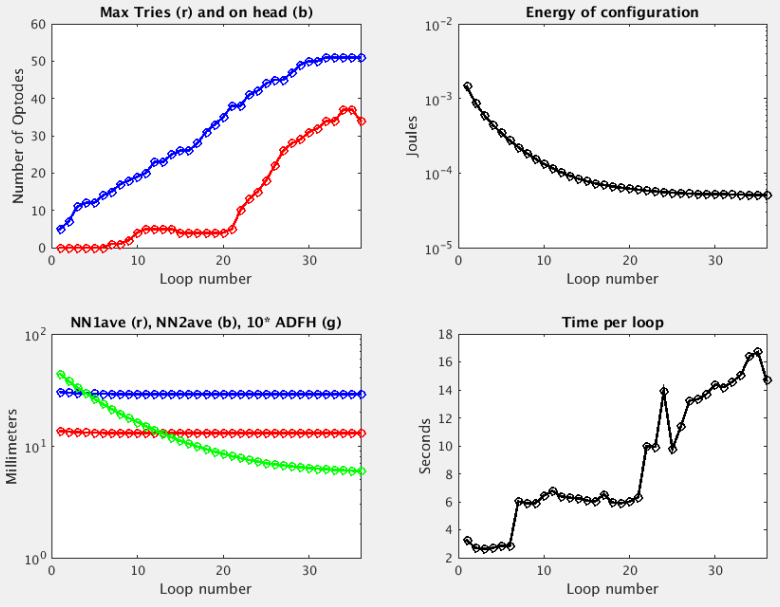 Max Tries (r) and on head (b)
Number of Optodes
60
50
40
30
20
10
0
0 10 20 30
Loop number
Energy of configuration
Joules
10^-2
10^-3
10^-4
10^-5
0 10 20 30
Loop number
NN1ave (r), NN2ave (b), 10* ADFH (g)
Millimeters
10^2
10^1
10^0
0 10 20 30
Loop number
Time per loop
Seconds
18
16
14
12
10
8
6
4
2
0 10 20 30
Loop number